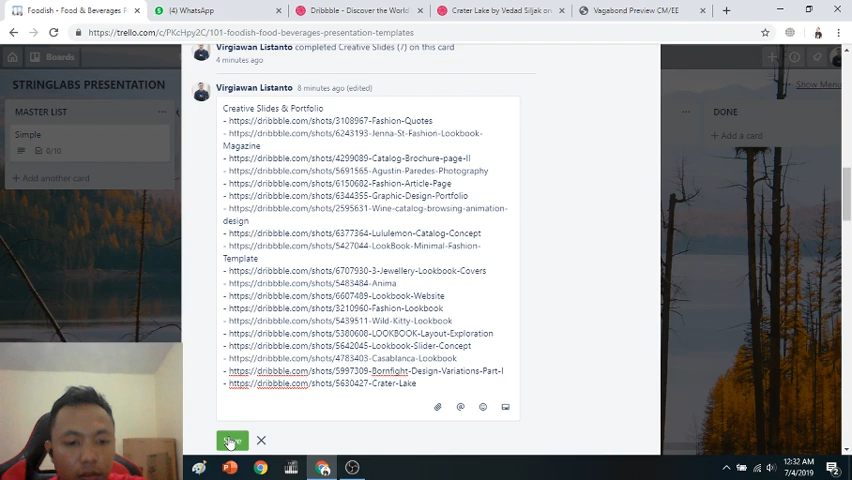 Foodish - Food & Beverages P
(4) WhatsApp
Dribbble - Discover the World
Crater Lake by Vedad Siljak on
Vagabond Preview CM/EE
https://trello.com/c/PKcHpy2C/101-foodish-food-beverages-presentation-templates
Boards
Virgiawan Listanto completed Creative Slides (7) on this card
4 minutes ago
STRINGLABS PRESENTATION
Show Menu
MASTER LIST
Simple
0/10
Add another card
DONE
Add a card
Virgiawan Listanto 8 minutes ago (edited)
Creative Slides & Portfolio
- https://dribbble.com/shots/3108967-Fashion-Quotes
- https://dribbble.com/shots/6243193-Jenna-St-Fashion-Lookbook-
Magazine
- https://dribbble.com/shots/4299089-Catalog-Brochure-page-II
- https://dribbble.com/shots/5691565-Agustin-Paredes-Photography
- https://dribbble.com/shots/6150682-Fashion-Article-Page
- https://dribbble.com/shots/6344355-Graphic-Design-Portfolio
- https://dribbble.com/shots/2595631-Wine-catalog-browsing-animation-
design
- https://dribbble.com/shots/6377364-Lululemon-Catalog-Concept
- https://dribbble.com/shots/5427044-LookBook-Minimal-Fashion-
Template
- https://dribbble.com/shots/6707930-3-Jewellery-Lookbook-Covers
- https://dribbble.com/shots/5483484-Anima
- https://dribbble.com/shots/6607489-Lookbook-Website
- https://dribbble.com/shots/3210960-Fashion-Lookbook
- https://dribbble.com/shots/5439511-Wild-Kitty-Lookbook
- https://dribbble.com/shots/5380608-LOOKBOOK-Layout-Exploration
- https://dribbble.com/shots/5642045-Lookbook-Slider-Concept
- https://dribbble.com/shots/4783403-Casablanca-Lookbook
- https://dribbble.com/shots/5997309-Bornfight-Design-Variations-Part-I
- https://dribbble.com/shots/5630427-Crater-Lake
Save
12:32 AM
7/4/2019